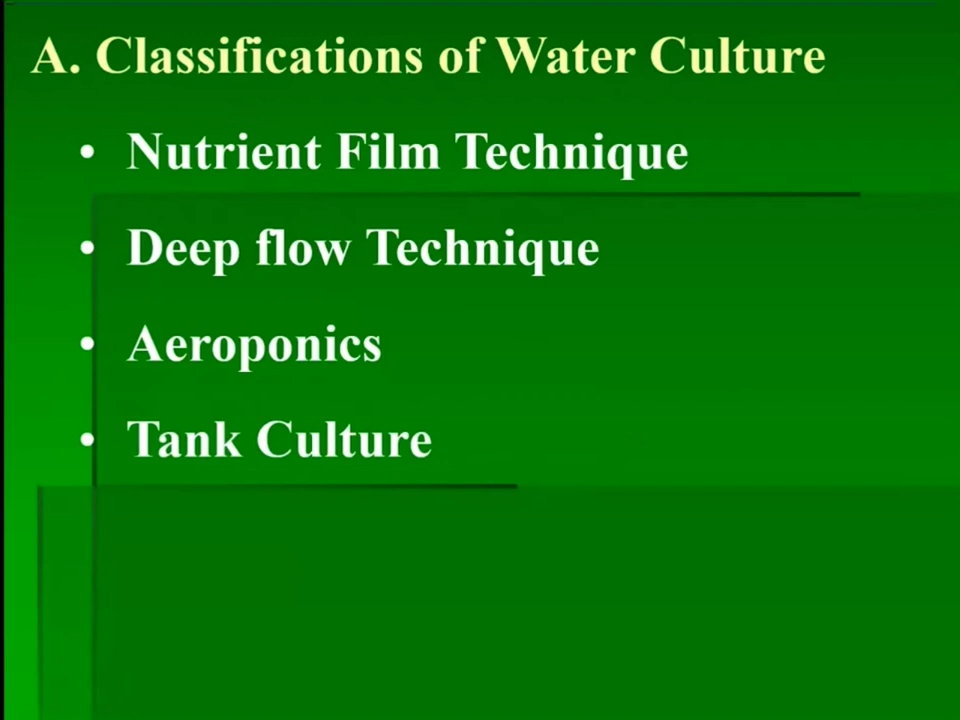 A. Classifications of Water Culture
• Nutrient Film Technique
• Deep flow Technique
• Aeroponics
• Tank Culture